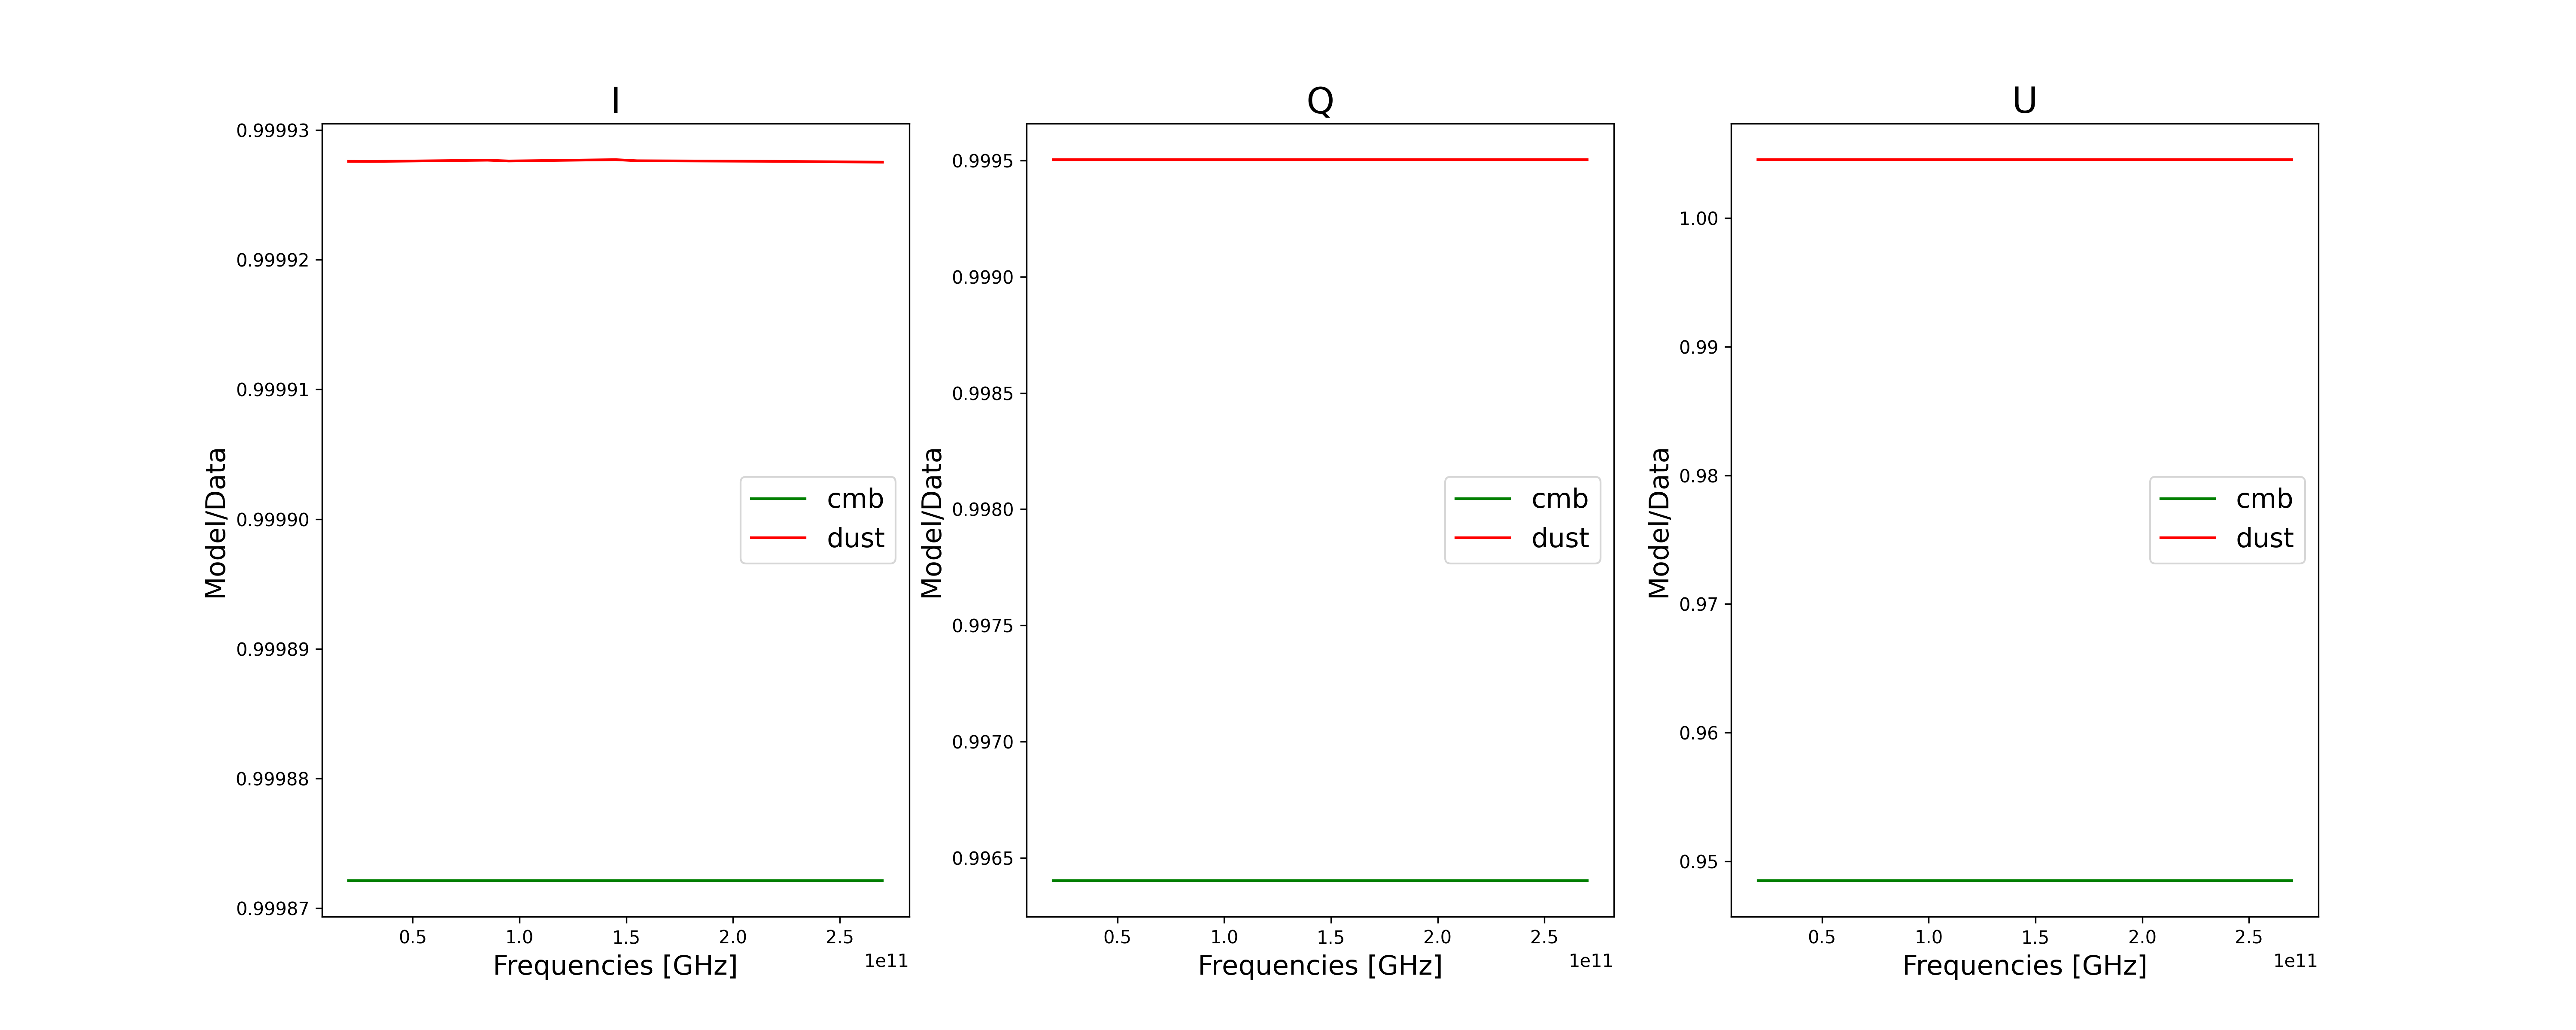 I
Model/Data
0.99993
0.99992
0.99991
0.99990
0.99989
0.99988
0.99987
cmb
dust
0.5 1.0 1.5 2.0 2.5
1e11
Frequencies [GHz]
Q
Model/Data
0.9995
0.9990
0.9985
0.9980
0.9975
0.9970
0.9965
cmb
dust
0.5 1.0 1.5 2.0 2.5
1e11
Frequencies [GHz]
U
Model/Data
1.00
0.99
0.98
0.97
0.96
0.95
cmb
dust
0.5 1.0 1.5 2.0 2.5
1e11
Frequencies [GHz]